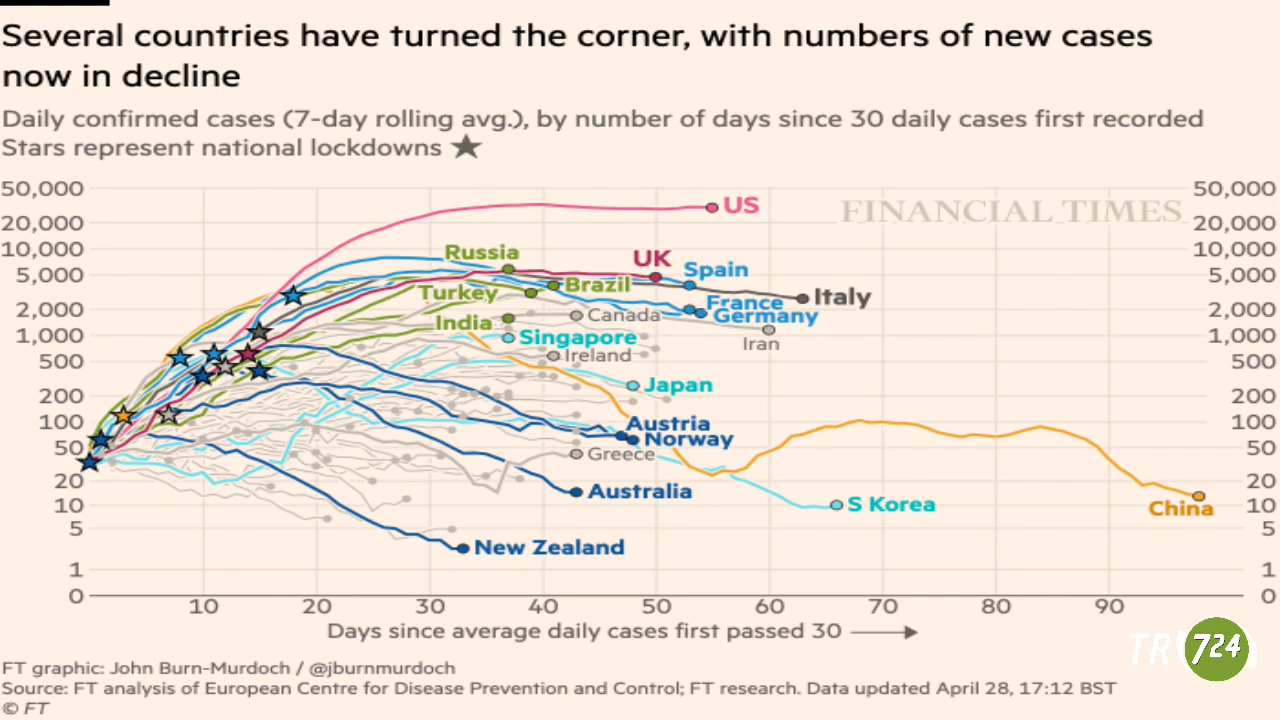 Several countries have turned the corner, with numbers of new cases
now in decline
Daily confirmed cases (7-day rolling avg.), by number of days since 30 daily cases first recorded
Stars represent national lockdowns
50,000
20,000
10,000
5,000
2,000
1,000
500
200
100
50
20
10
5
1
0
50,000
20,000
10,000
5,000
2,000
1,000
500
200
100
50
20
10
5
1
0
FINANCIAL TIMES
US
Russia
UK
Spain
Turkey
Brazil
Italy
France
Germany
India
Canada
Singapore
Iran
Ireland
Japan
Austria
Norway
Greece
Australia
S Korea
China
New Zealand
10 20 30 40 50 60 70 80 90
Days since average daily cases first passed 30
TR 724
FT graphic: John Burn-Murdoch / @jburnmurdoch
Source: FT analysis of European Centre for Disease Prevention and Control; FT research. Data updated April 28, 17:12 BST
© FT